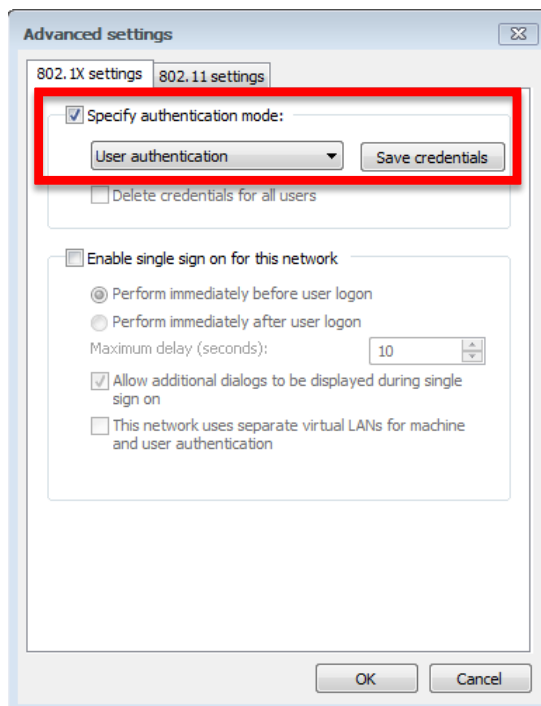 Advanced settings
802.1X settings
802.11 settings
Specify authentication mode:
User authentication
Save credentials
Delete credentials for all users
Enable single sign on for this network
Perform immediately before user logon
Perform immediately after user logon
Maximum delay (seconds):
10
Allow additional dialogs to be displayed during single
sign on
This network uses separate virtual LANs for machine
and user authentication
OK
Cancel